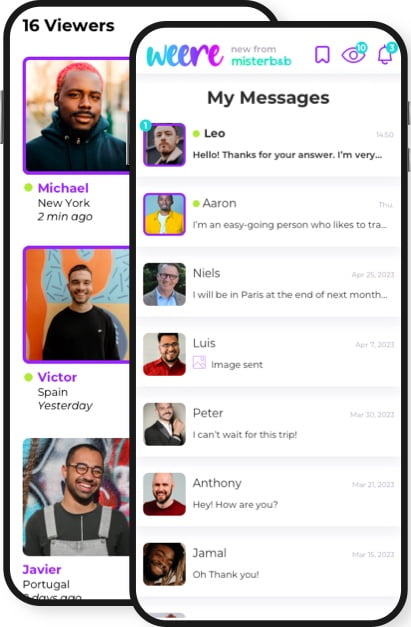 16 Viewers
Michael
New York
2 min ago
Victor
Spain
Yesterday
Javier
Portugal
3 days ago
weere
new from
misterb&b
10
3
My Messages
1
Leo
14:50
Hello! Thanks for your answer. I'm very...
Aaron
Thu.
I'm an easy-going person who likes to tra...
Niels
Apr 25, 2023
I will be in Paris at the end of next month...
Luis
Apr 7, 2023
Image sent
Peter
Mar 30, 2023
I can't wait for this trip!
Anthony
Mar 21, 2023
Hey! How are you?
Jamal
Mar 15, 2023
Oh Thank you!